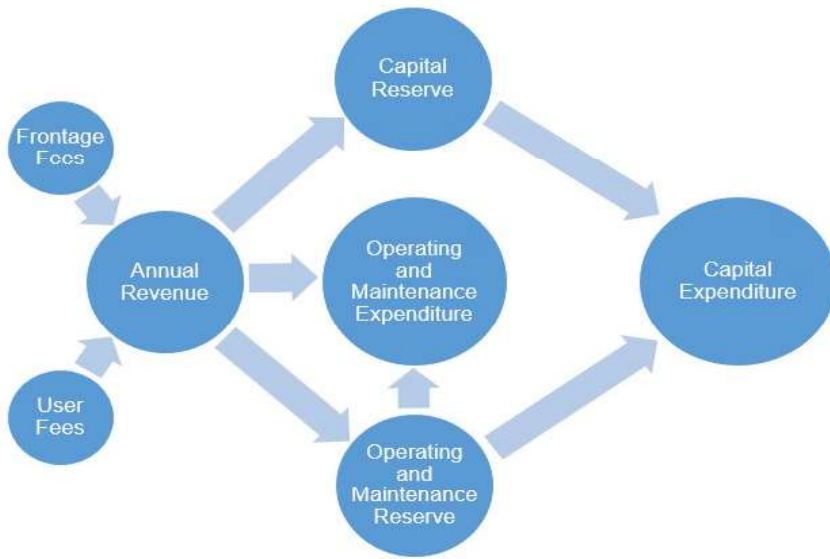 Capital
Reserve
Frontage
Fees
Annual
Revenue
Operating
and
Maintenance
Expenditure
Capital
Expenditure
User
Fees
Operating
and
Maintenance
Reserve